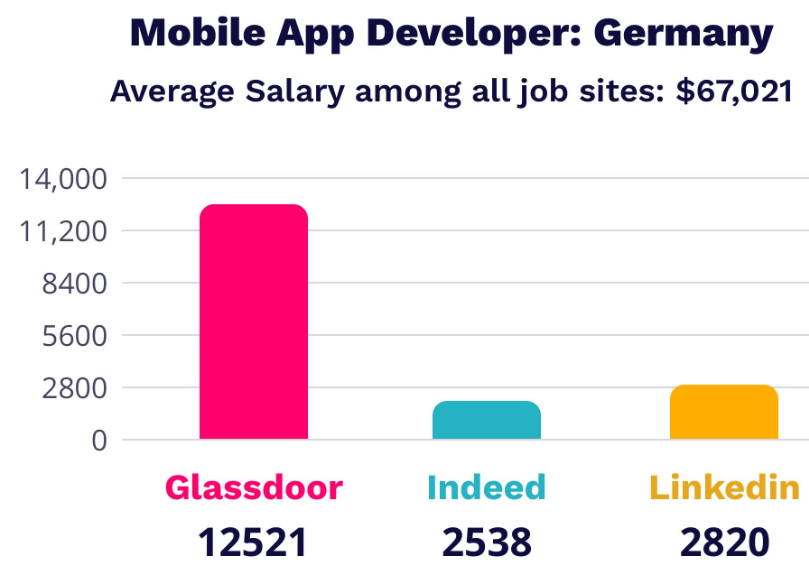 Mobile App Developer: Germany
Average Salary among all job sites: $67,021
14,000
11,200
8400
5600
2800
0
Glassdoor Indeed Linkedin
12521 2538 2820